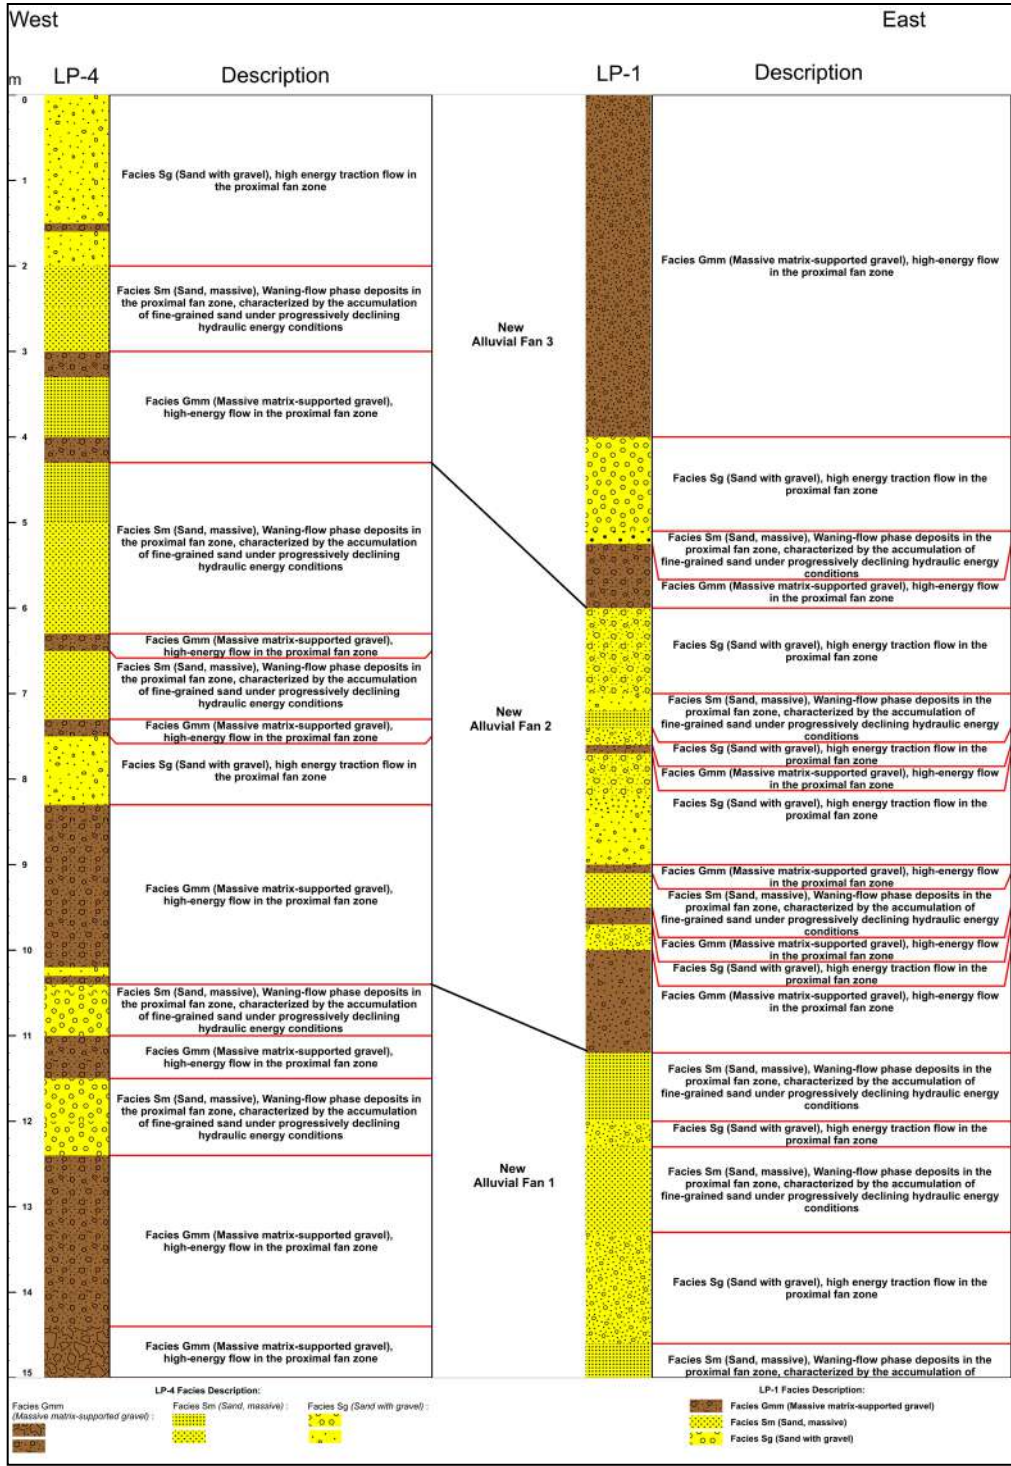 West
East
m
LP-4
Description
LP-1
Description
0
1
2
3
4
5
6
7
8
9
10
11
12
13
14
15
Facies Sg (Sand with gravel), high energy traction flow in
the proximal fan zone
Facies Sm (Sand, massive), Waning-flow phase deposits in
the proximal fan zone, characterized by the accumulation
of fine-grained sand under progressively declining
hydraulic energy conditions
Facies Gmm (Massive matrix-supported gravel),
high-energy flow in the proximal fan zone
Facies Sm (Sand, massive), Waning-flow phase deposits in
the proximal fan zone, characterized by the accumulation
of fine-grained sand under progressively declining
hydraulic energy conditions
Facies Gmm (Massive matrix-supported gravel),
high-energy flow in the proximal fan zone
Facies Sm (Sand, massive), Waning-flow phase deposits in
the proximal fan zone, characterized by the accumulation
of fine-grained sand under progressively declining
hydraulic energy conditions
Facies Gmm (Massive matrix-supported gravel),
high-energy flow in the proximal fan zone
Facies Sg (Sand with gravel), high energy traction flow in
the proximal fan zone
Facies Gmm (Massive matrix-supported gravel),
high-energy flow in the proximal fan zone
Facies Sm (Sand, massive), Waning-flow phase deposits in
the proximal fan zone, characterized by the accumulation
of fine-grained sand under progressively declining
hydraulic energy conditions
Facies Gmm (Massive matrix-supported gravel),
high-energy flow in the proximal fan zone
Facies Sm (Sand, massive), Waning-flow phase deposits in
the proximal fan zone, characterized by the accumulation
of fine-grained sand under progressively declining
hydraulic energy conditions
Facies Gmm (Massive matrix-supported gravel),
high-energy flow in the proximal fan zone
Facies Gmm (Massive matrix-supported gravel),
high-energy flow in the proximal fan zone
New
Alluvial Fan 3
New
Alluvial Fan 2
New
Alluvial Fan 1
Facies Gmm (Massive matrix-supported gravel), high-energy flow
in the proximal fan zone
Facies Sg (Sand with gravel), high energy traction flow in the
proximal fan zone
Facies Sm (Sand, massive), Waning-flow phase deposits in the
proximal fan zone, characterized by the accumulation of
fine-grained sand under progressively declining hydraulic energy
conditions
Facies Gmm (Massive matrix-supported gravel), high-energy flow
in the proximal fan zone
Facies Sg (Sand with gravel), high energy traction flow in the
proximal fan zone
Facies Sm (Sand, massive), Waning-flow phase deposits in the
proximal fan zone, characterized by the accumulation of
fine-grained sand under progressively declining hydraulic energy
conditions
Facies Sg (Sand with gravel), high energy traction flow in the
proximal fan zone
Facies Gmm (Massive matrix-supported gravel), high-energy flow
in the proximal fan zone
Facies Sg (Sand with gravel), high energy traction flow in the
proximal fan zone
Facies Gmm (Massive matrix-supported gravel), high-energy flow
in the proximal fan zone
Facies Sm (Sand, massive), Waning-flow phase deposits in the
proximal fan zone, characterized by the accumulation of
fine-grained sand under progressively declining hydraulic energy
conditions
Facies Gmm (Massive matrix-supported gravel), high-energy flow
in the proximal fan zone
Facies Sg (Sand with gravel), high energy traction flow in the
proximal fan zone
Facies Gmm (Massive matrix-supported gravel), high-energy flow
in the proximal fan zone
Facies Sm (Sand, massive), Waning-flow phase deposits in the
proximal fan zone, characterized by the accumulation of
fine-grained sand under progressively declining hydraulic energy
conditions
Facies Sg (Sand with gravel), high energy traction flow in the
proximal fan zone
Facies Sm (Sand, massive), Waning-flow phase deposits in the
proximal fan zone, characterized by the accumulation of
fine-grained sand under progressively declining hydraulic energy
conditions
Facies Sg (Sand with gravel), high energy traction flow in the
proximal fan zone
Facies Sm (Sand, massive), Waning-flow phase deposits in the
proximal fan zone, characterized by the accumulation of
LP-4 Facies Description:
Facies Gmm
(Massive matrix-supported gravel) :
Facies Sm (Sand, massive) :
Facies Sg (Sand with gravel) :
LP-1 Facies Description:
Facies Gmm (Massive matrix-supported gravel)
Facies Sm (Sand, massive)
Facies Sg (Sand with gravel)